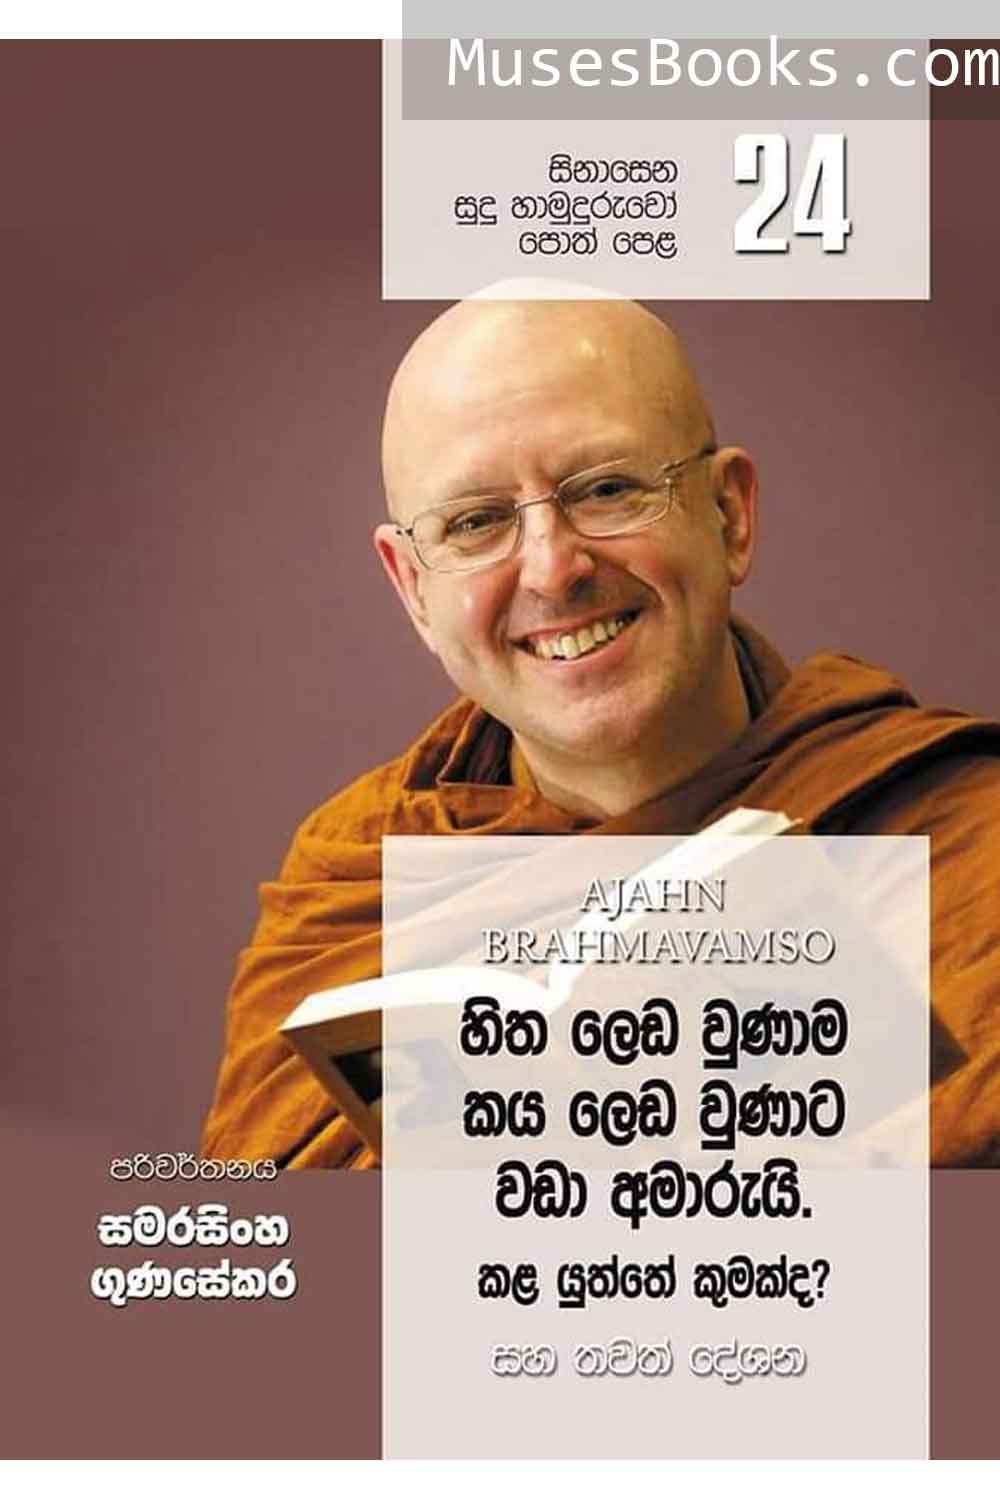 MusesBooks.com
සිනාසෙන
සුදු හාමුදුරුවෝ
පොත් පෙළ
24
AJAHN
BRAHMAVAMSO
හිත ලෙඩ වුණාම
කය ලෙඩ වුණාට
වඩා අමාරුයි.
කළ යුත්තේ කුමක්ද?
සහ තවත් දේශන
පරිවර්තනය
සමරසිංහ
ගුණසේකර